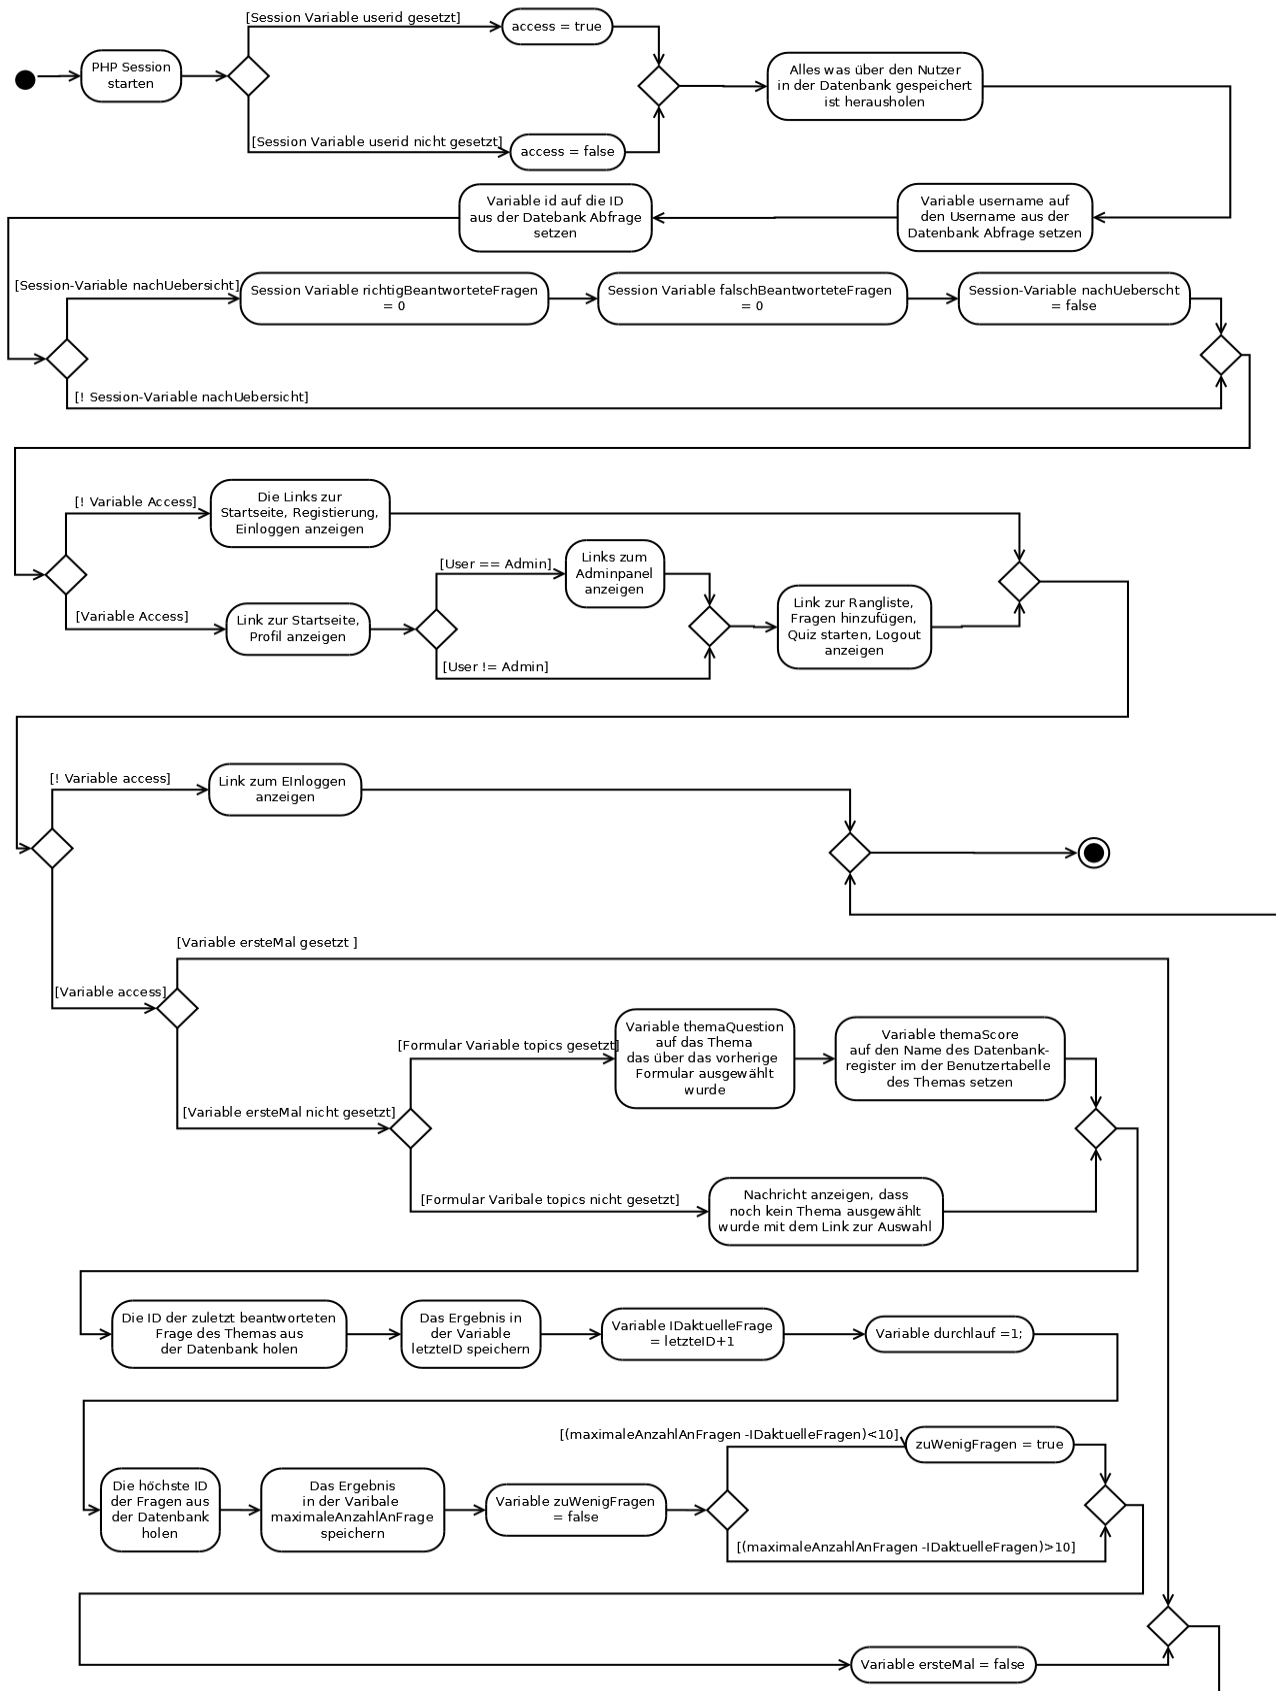 [Session Variable userid gesetzt]
access = true
PHP Session
starten
Alles was über den Nutzer
in der Datenbank gespeichert
ist herausholen
[Session Variable userid nicht gesetzt]
access = false
Variable id auf die ID
aus der Datebank Abfrage
setzen
Variable username auf
den Username aus der
Datenbank Abfrage setzen
[Session-Variable nachUebersicht]
Session Variable richtigBeantworteteFragen
= 0
Session Variable falschBeantworteteFragen
= 0
Session-Variable nachUeberscht
= false
[! Session-Variable nachUebersicht]
[! Variable Access]
Die Links zur
Startseite, Registierung,
Einloggen anzeigen
[User == Admin]
Links zum
Adminpanel
anzeigen
[Variable Access]
Link zur Startseite,
Profil anzeigen
Link zur Rangliste,
Fragen hinzufügen,
Quiz starten, Logout
anzeigen
[User != Admin]
[! Variable access]
Link zum EInloggen
anzeigen
[Variable ersteMal gesetzt ]
[Variable access]
[Formular Variable topics gesetzt]
Variable themaQuestion
auf das Thema
das über das vorherige
Formular ausgewählt
wurde
Variable themaScore
auf den Name des Datenbank-
register im der Benutzertabelle
des Themas setzen
[Variable ersteMal nicht gesetzt]
[Formular Varibale topics nicht gesetzt]
Nachricht anzeigen, dass
noch kein Thema ausgewählt
wurde mit dem Link zur Auswahl
Die ID der zuletzt beantworteten
Frage des Themas aus
der Datenbank holen
Das Ergebnis in
der Variable
letzteID speichern
Variable IDaktuelleFrage
= letzteID+1
Variable durchlauf =1;
[(maximaleAnzahlAnFragen -IDaktuelleFragen)<10]
zuWenigFragen = true
Die höchste ID
der Fragen aus
der Datenbank
holen
Das Ergebnis
in der Varibale
maximaleAnzahlAnFrage
speichern
Variable zuWenigFragen
= false
[(maximaleAnzahlAnFragen -IDaktuelleFragen)>10]
Variable ersteMal = false